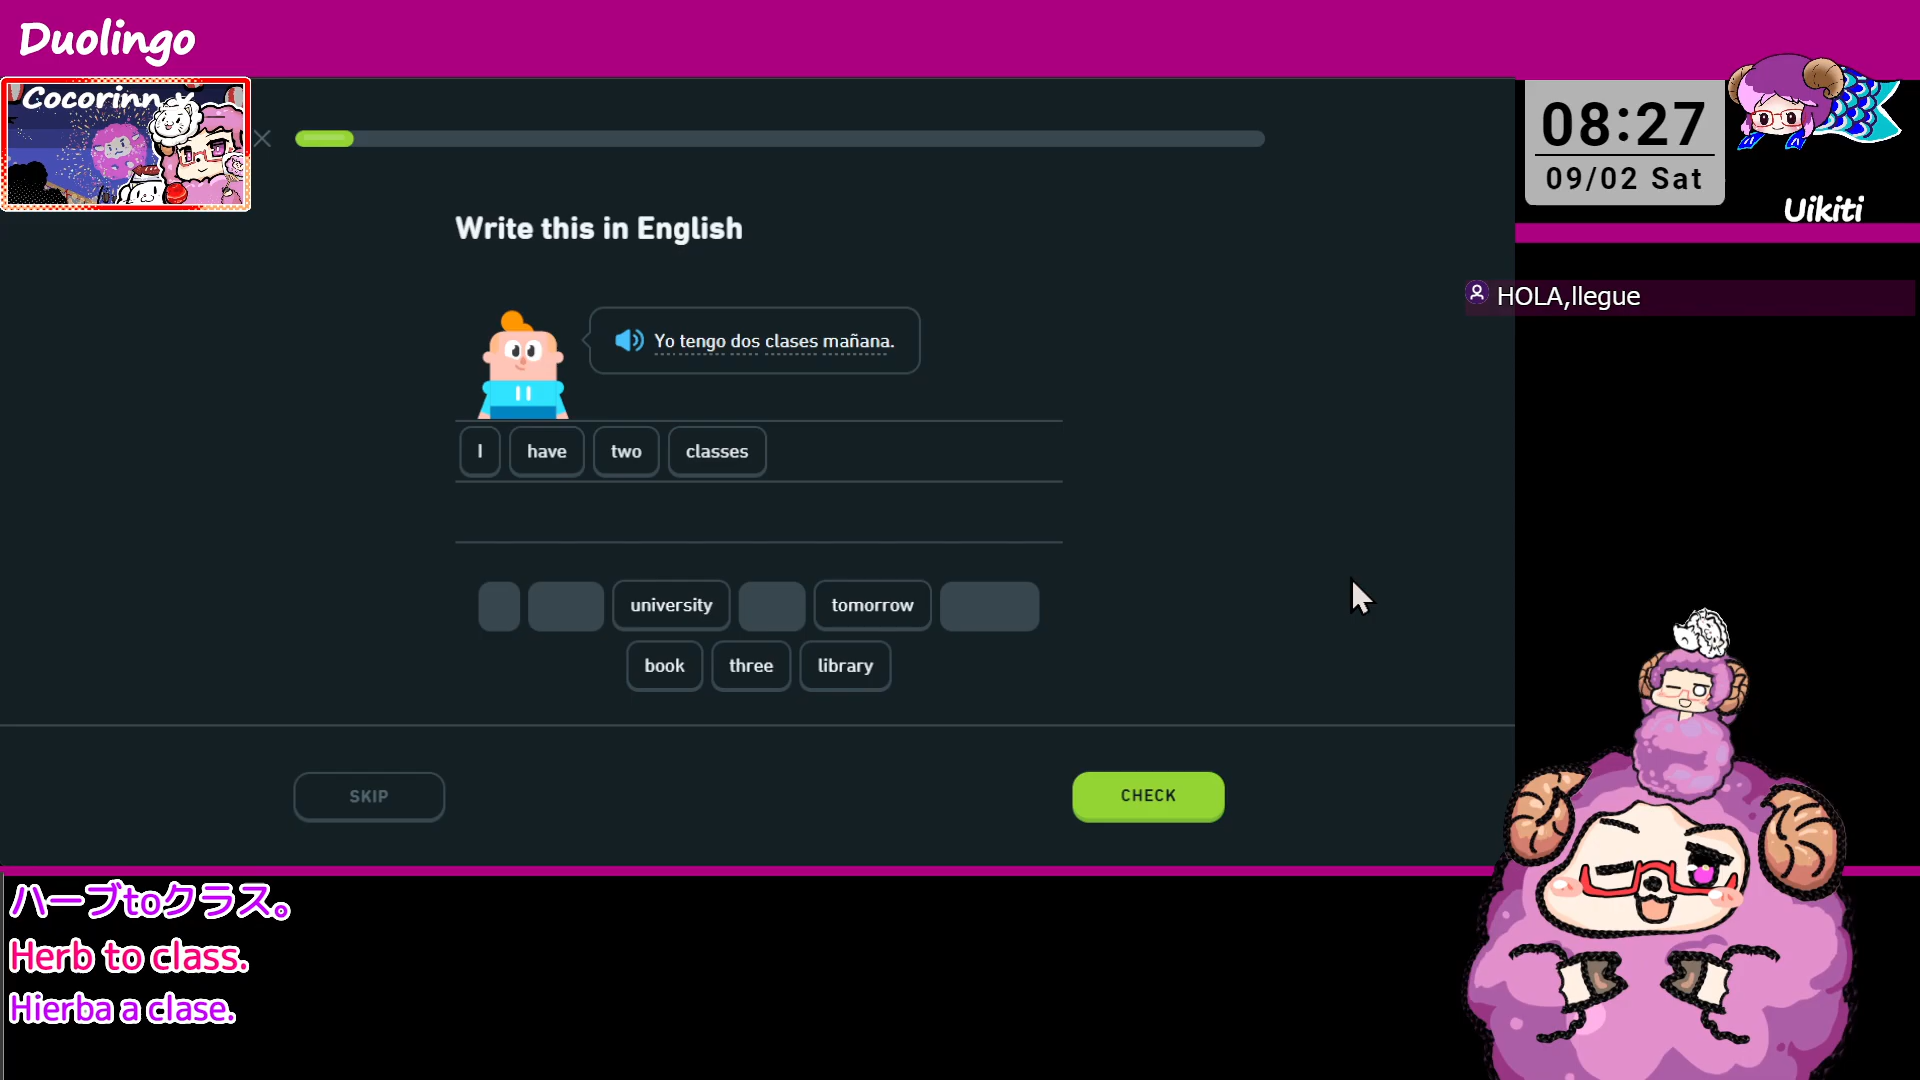 Duolingo
Cocorinn
08:27
09/02 Sat
Uikiti
Write this in English
Yo tengo dos clases mañana.
HOLA,llegue
I have two classes
university tomorrow
book three library
SKIP
CHECK
ハーブtoクラス。
Herb to class.
Hierba a clase.